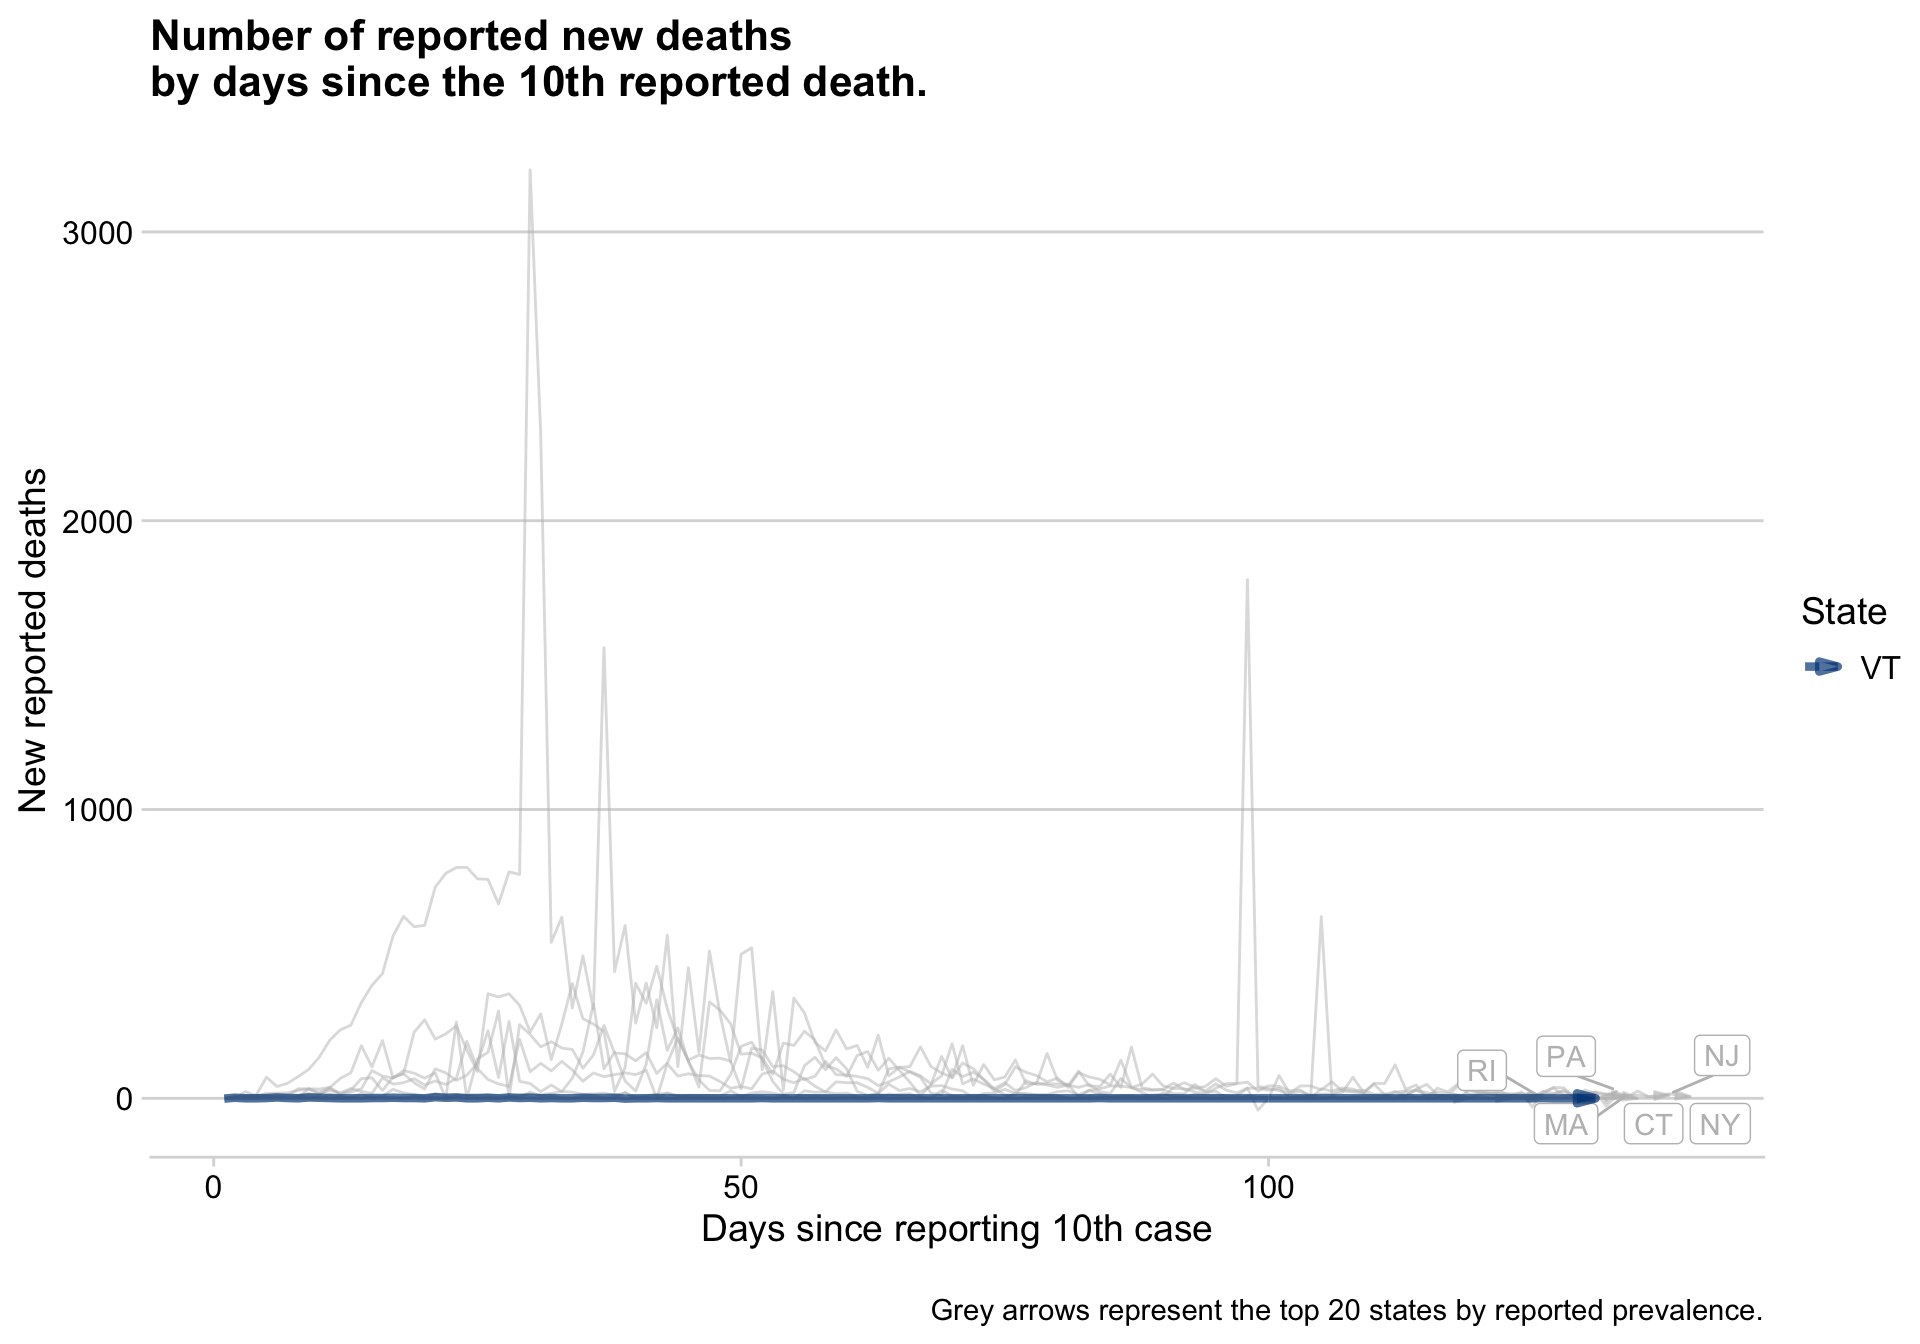 Number of reported new deaths
by days since the 10th reported death.
3000
2000
1000
0
New reported deaths
State
VT
RI
PA
NJ
MA
CT
NY
0
50
100
Days since reporting 10th case
Grey arrows represent the top 20 states by reported prevalence.